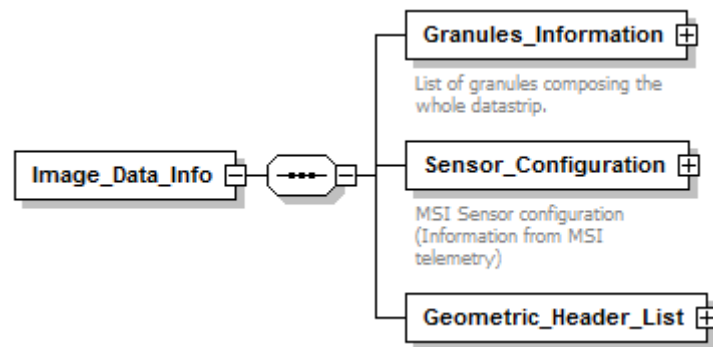 Granules_Information
List of granules composing the
whole datastrip.
Image_Data_Info
Sensor_Configuration
MSI Sensor configuration
(Information from MSI
telemetry)
Geometric_Header_List